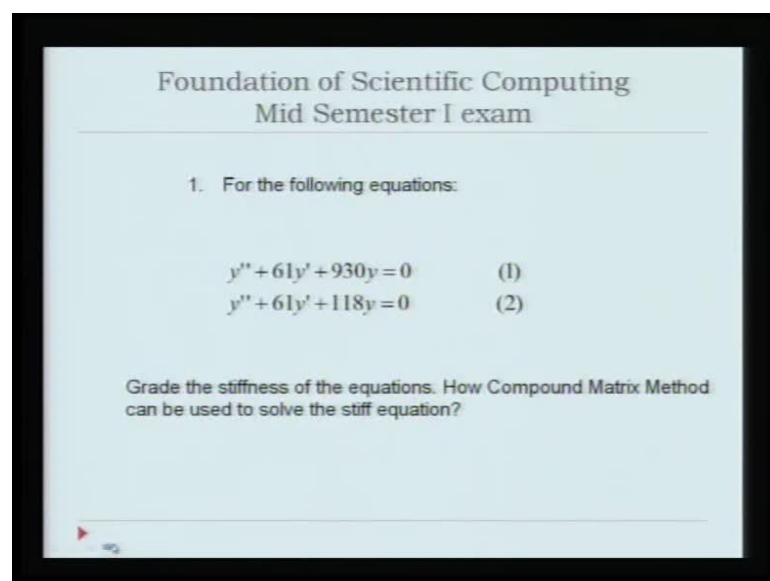 Foundation of Scientific Computing
Mid Semester I exam
1. For the following equations:
y"+61y'+930y=0 (1)
y"+61y'+118y=0 (2)
Grade the stiffness of the equations. How Compound Matrix Method
can be used to solve the stiff equation?